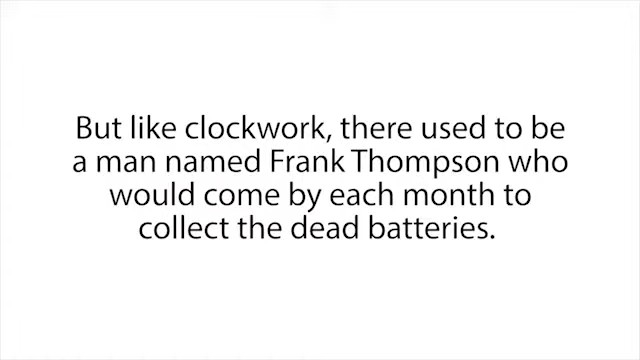 But like clockwork, there used to be
a man named Frank Thompson who
would come by each month to
collect the dead batteries.